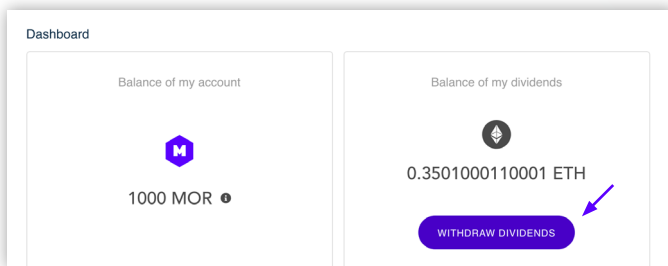 Dashboard
Balance of my account
M
1000 MOR
Balance of my dividends
0.3501000110001 ETH
WITHDRAW DIVIDENDS